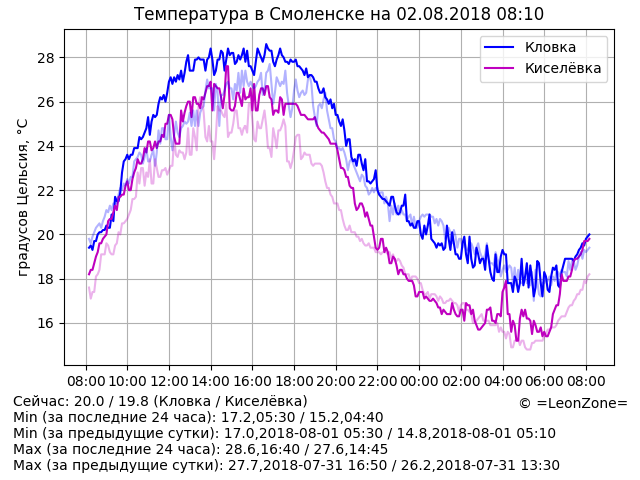 Температура в Смоленске на 02.08.2018 08:10
градусов Цельсия, °C
28
26
24
22
20
18
16
Кловка
Киселёвка
08:00 10:00 12:00 14:00 16:00 18:00 20:00 22:00 00:00 02:00 04:00 06:00 08:00
Сейчас: 20.0 / 19.8 (Кловка / Киселёвка)
© =LeonZone=
Min (за последние 24 часа): 17.2,05:30 / 15.2,04:40
Min (за предыдущие сутки): 17.0,2018-08-01 05:30 / 14.8,2018-08-01 05:10
Max (за последние 24 часа): 28.6,16:40 / 27.6,14:45
Max (за предыдущие сутки): 27.7,2018-07-31 16:50 / 26.2,2018-07-31 13:30